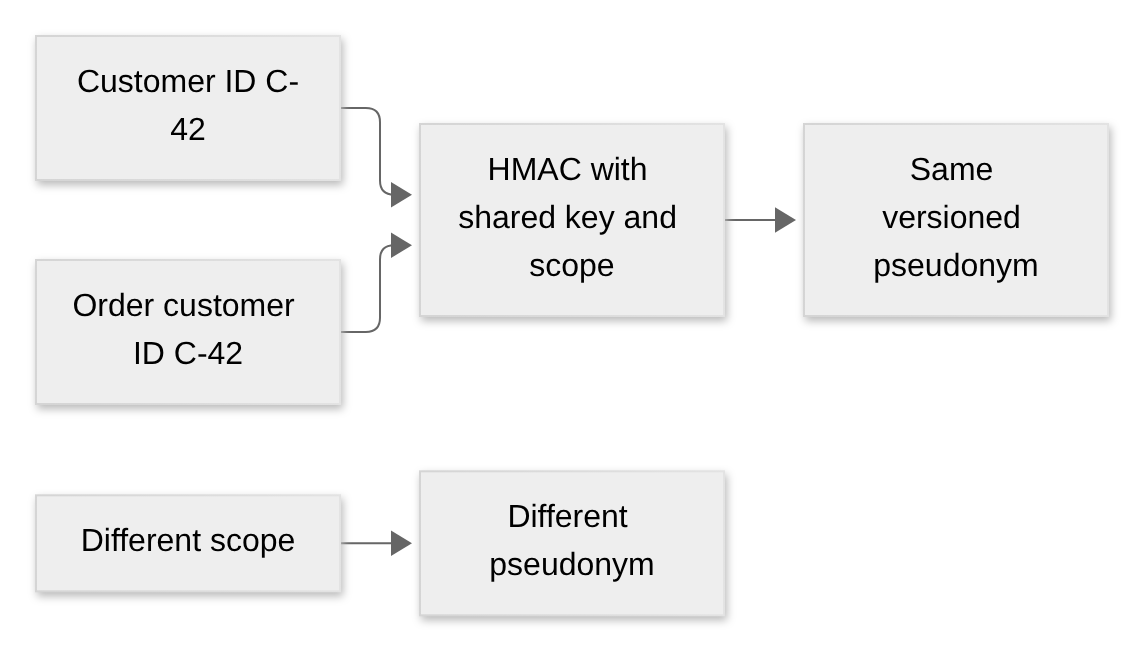 Customer ID C-
42
Order customer
ID C-42
HMAC with
shared key and
scope
Same
versioned
pseudonym
Different scope
Different
pseudonym